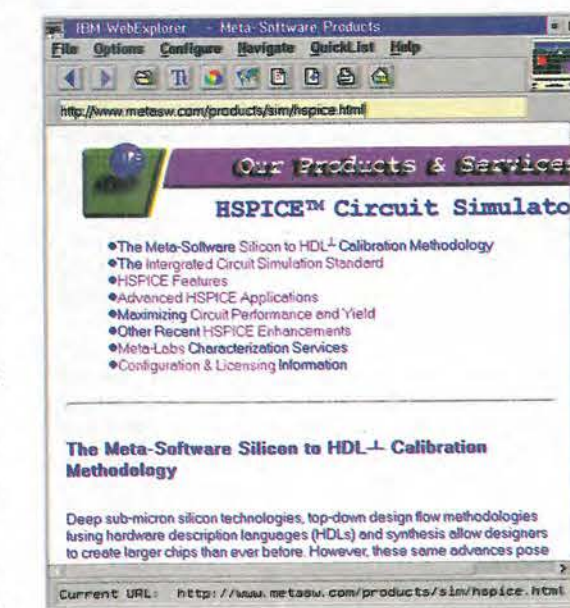 IBM WebExplorer - Meta-Software Products
File Options Configure Navigate QuickList Help
http://www.metasw.com/products/sim/hspice.html
Our Products & Services
HSPICE™ Circuit Simulato
The Meta-Software Silicon to HDL┴ Calibration Methodology
The Intergrated Circuit Simulation Standard
HSPICE Features
Advanced HSPICE Applications
Maximizing Circuit Performance and Yield
Other Recent HSPICE Enhancements
Meta-Labs Characterization Services
Configuration & Licensing Information
The Meta-Software Silicon to HDL┴ Calibration
Methodology
Deep sub-micron silicon technologies, top-down design flow methodologies
fusing hardware description languages (HDLs) and synthesis allow designers
to create larger chips than ever before. However, these same advances pose
Current URL: http://www.metasw.com/products/sim/hspice.html